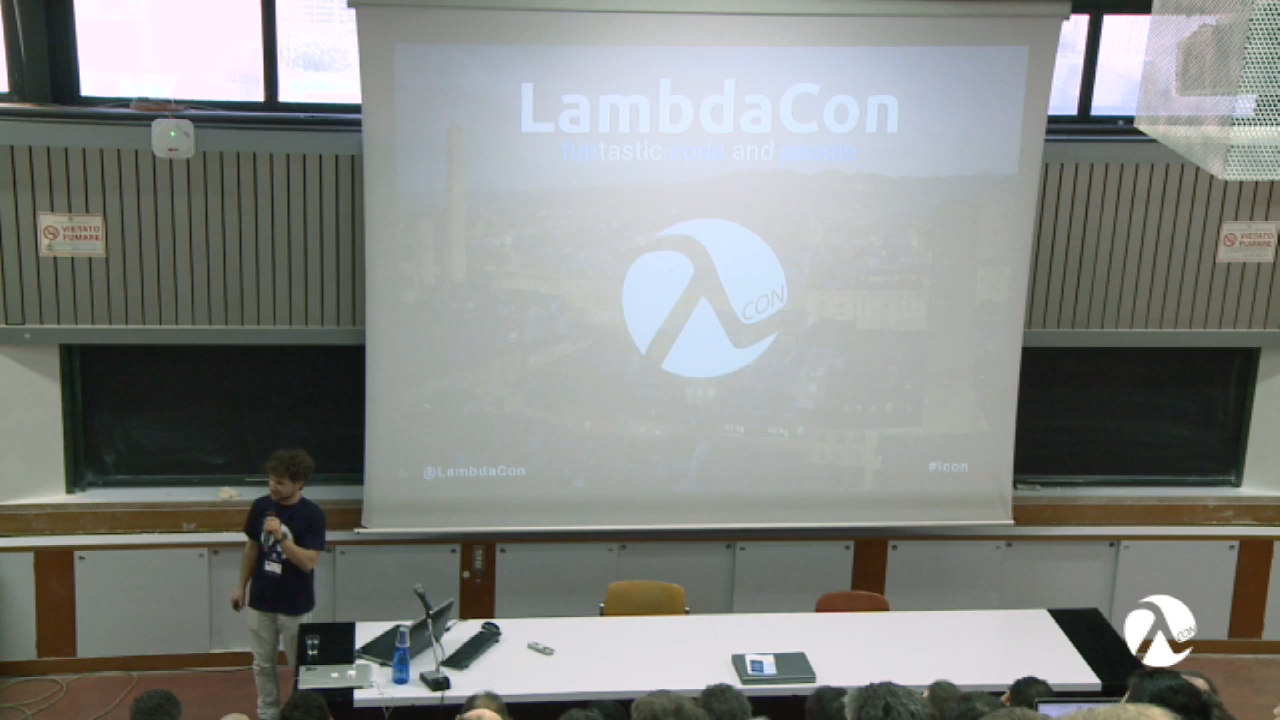 LambdaCon
funtastic code and people
CON
VIETATO
FUMARE
VIETATO
FUMARE
@LambdaCon
#lcon
CON